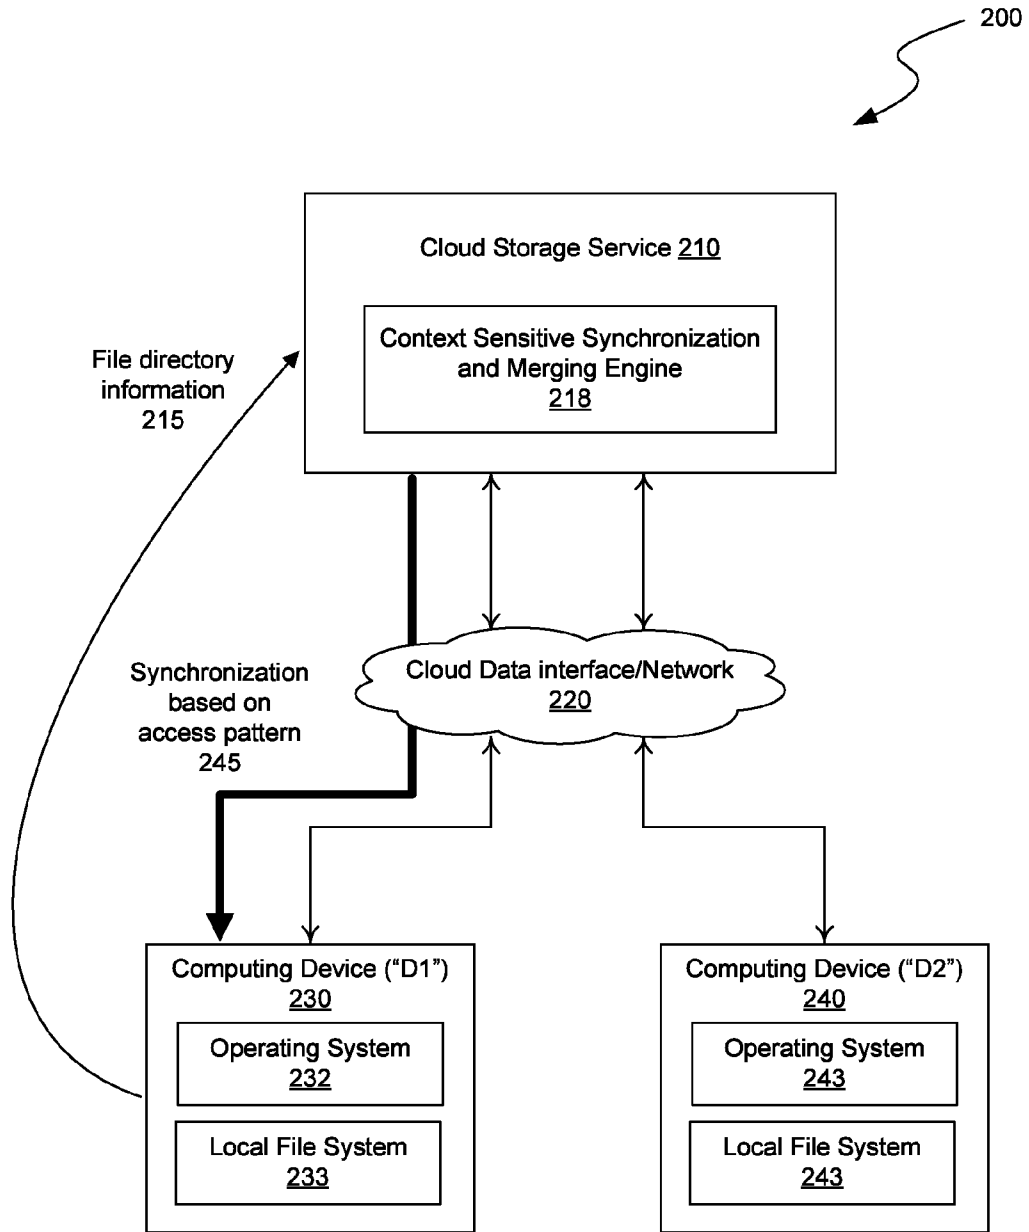 200
Cloud Storage Service 210
Context Sensitive Synchronization
and Merging Engine
218
File directory
information
215
Cloud Data interface/Network
220
Synchronization
based on
access pattern
245
Computing Device (“D1”)
230
Operating System
232
Local File System
233
Computing Device (“D2”)
240
Operating System
243
Local File System
243